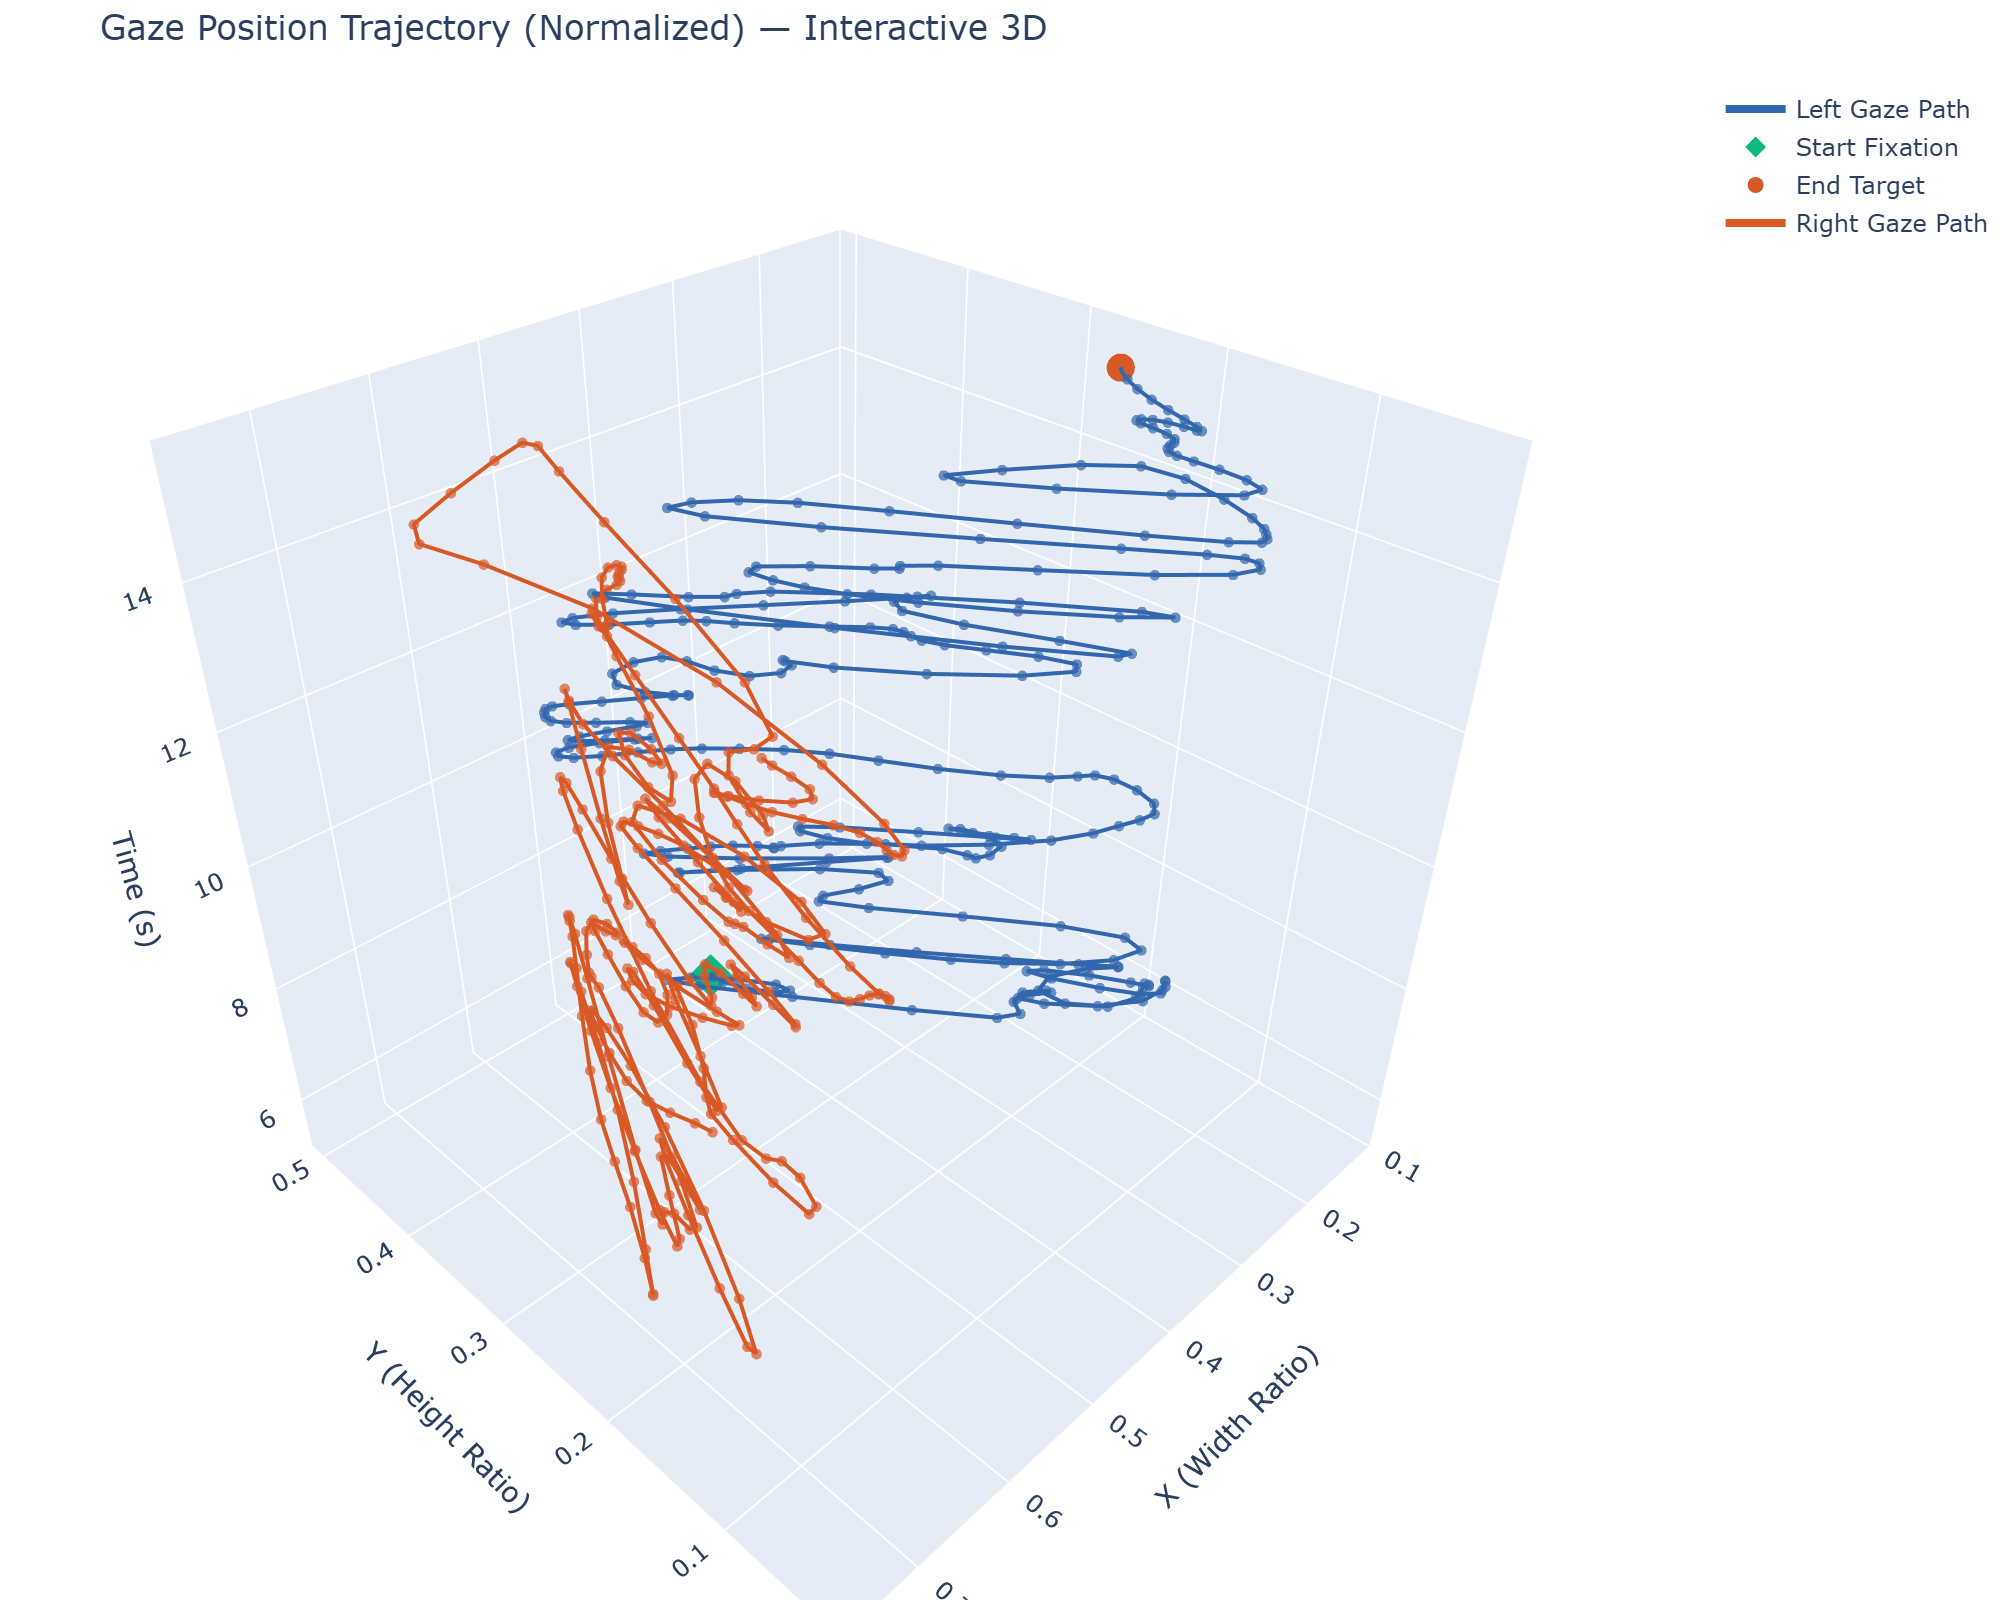 Gaze Position Trajectory (Normalized) — Interactive 3D
Left Gaze Path
Start Fixation
End Target
Right Gaze Path
14
12
10
8
6
Time (s)
0.5
0.4
0.3
0.2
0.1
Y (Height Ratio)
0.1
0.2
0.3
0.4
0.5
0.6
X (Width Ratio)